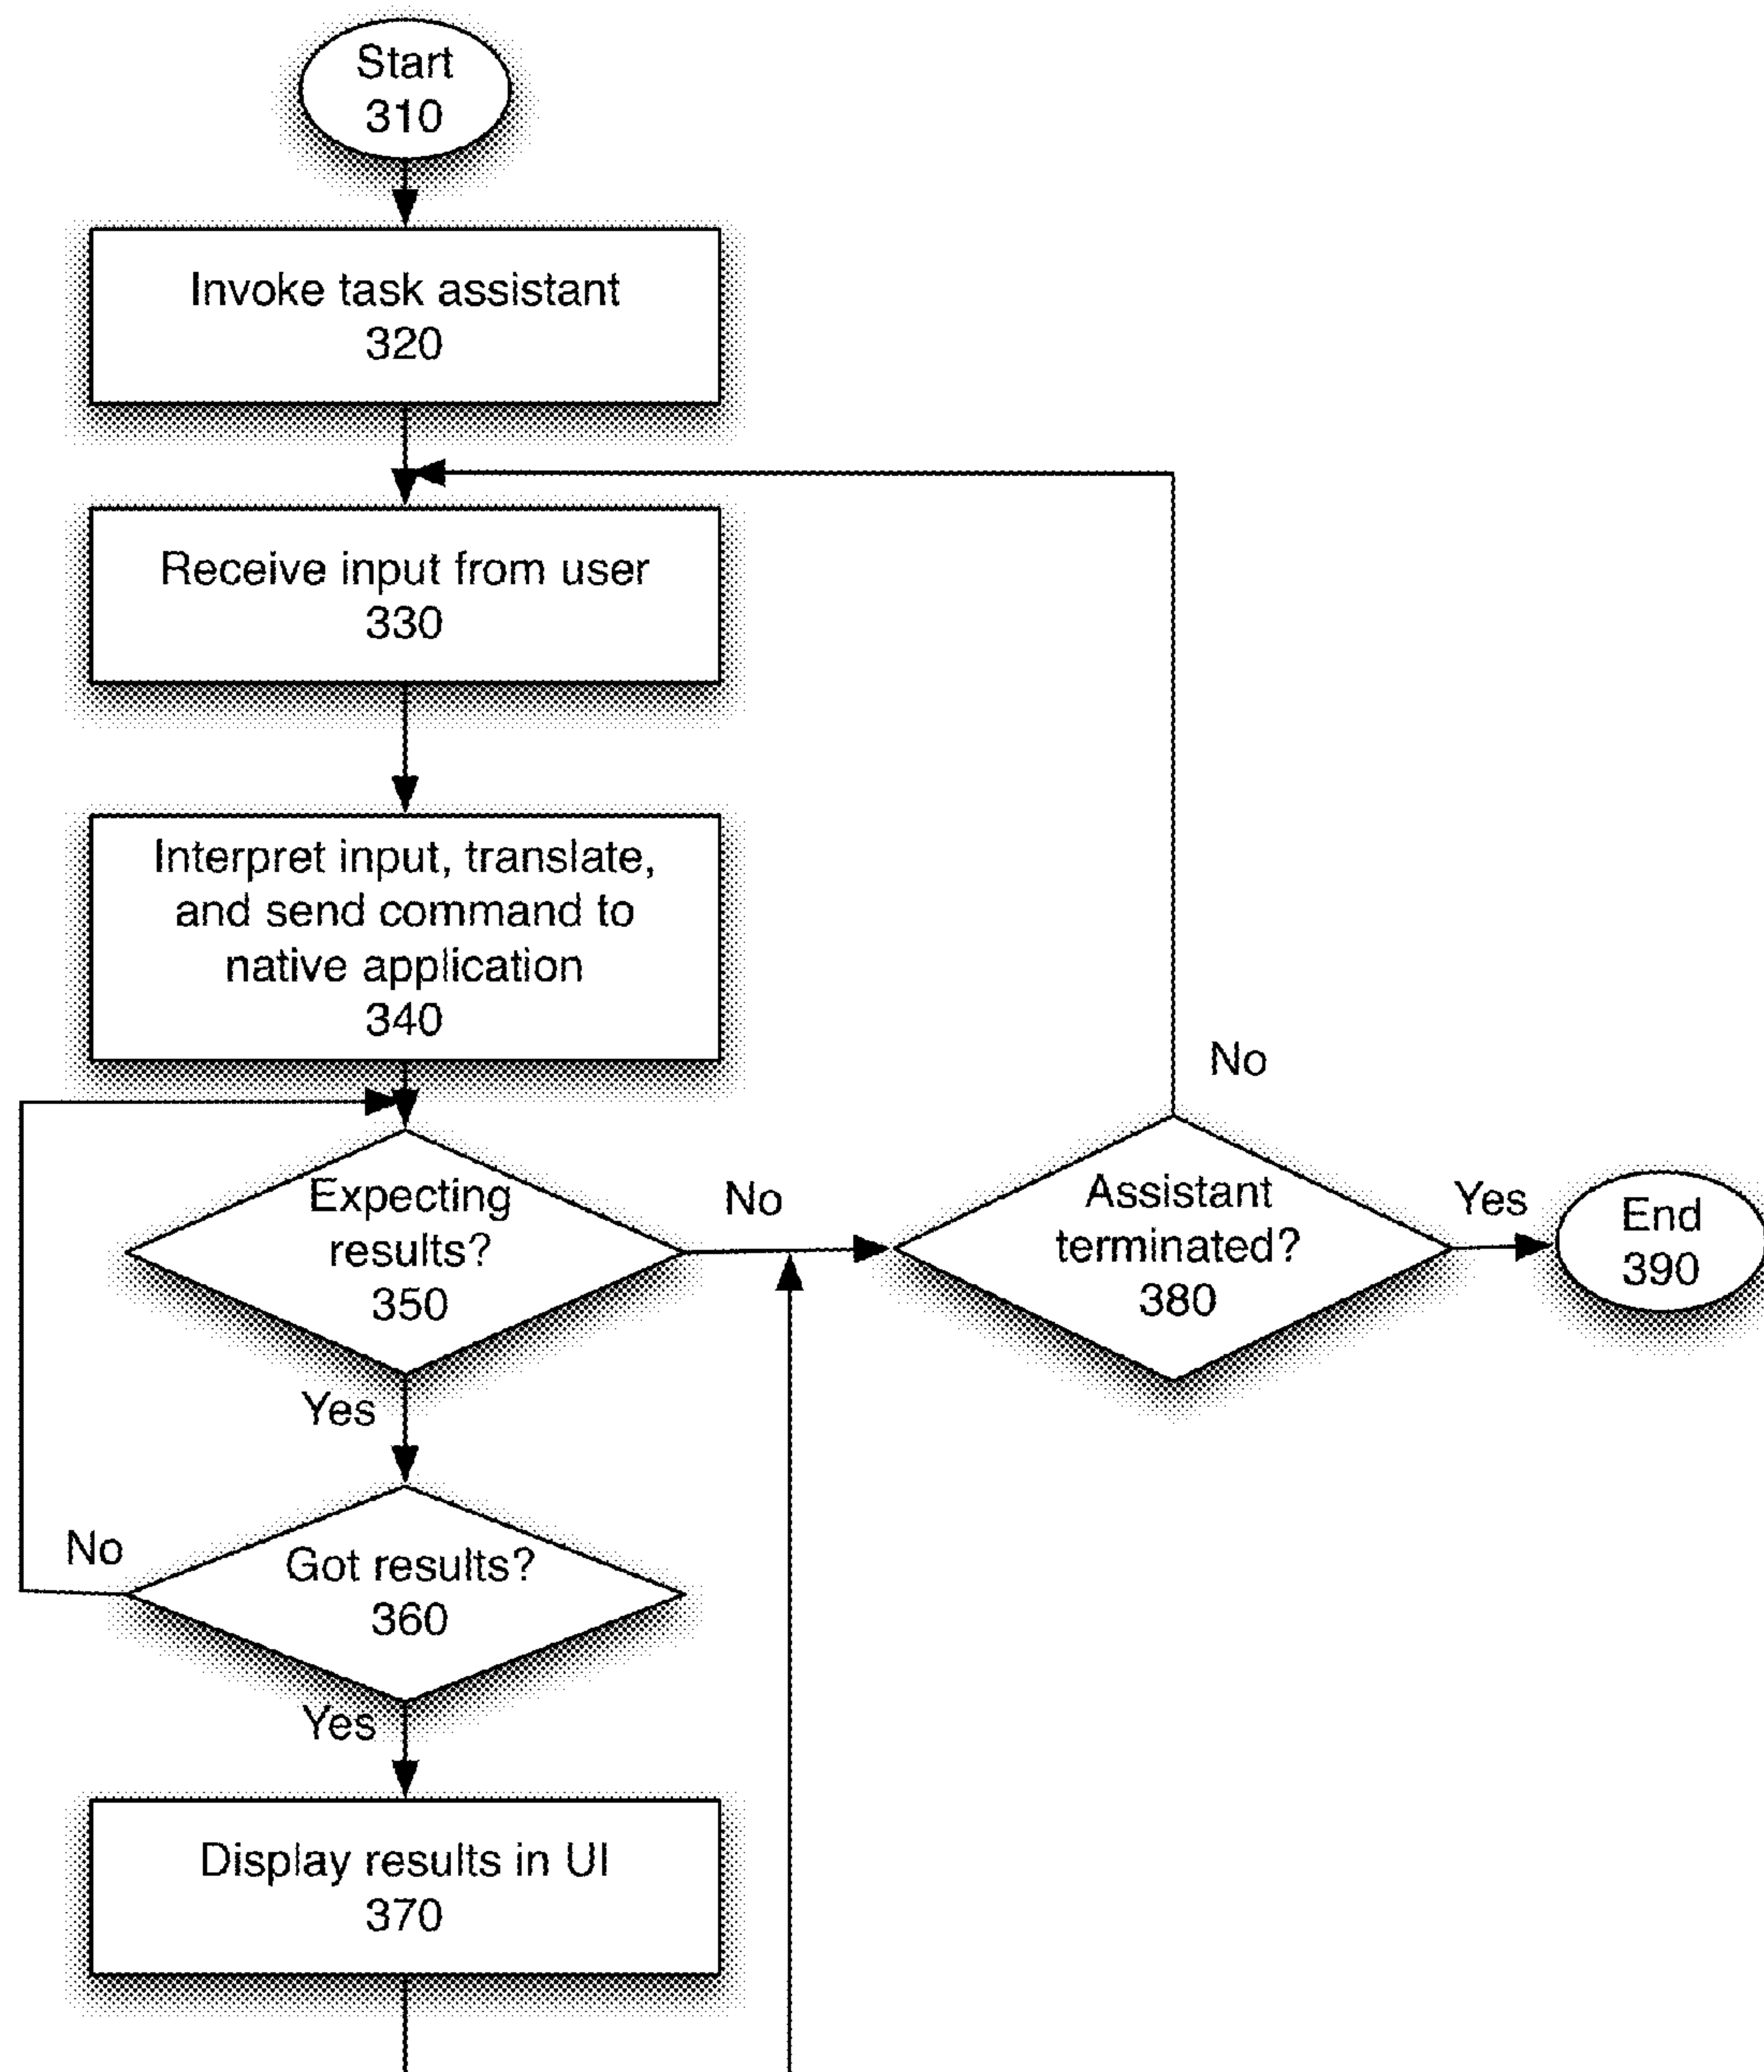 Start
310
Invoke task assistant
320
Receive input from user
330
Interpret input, translate,
and send command to
native application
340
Expecting
results?
350
No
Yes
Assistant
terminated?
380
No
Yes
End
390
Got results?
360
No
Yes
Display results in UI
370